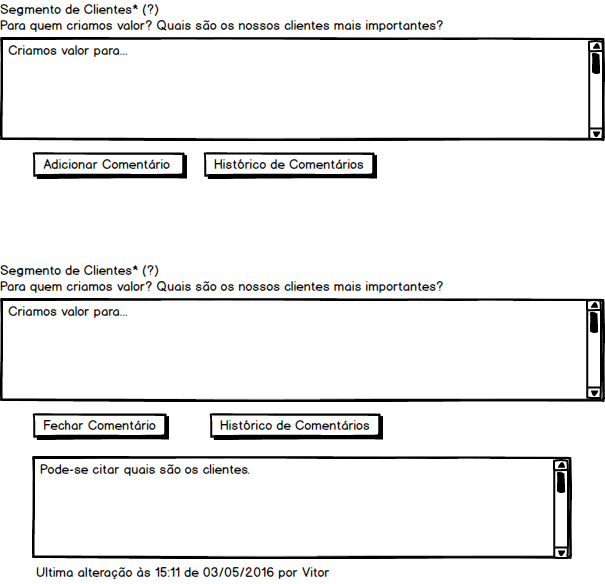 Segmento de Clientes* (?)
Para quem criamos valor? Quais são os nossos clientes mais importantes?
Criamos valor para...
Adicionar Comentário
Histórico de Comentários
Segmento de Clientes* (?)
Para quem criamos valor? Quais são os nossos clientes mais importantes?
Criamos valor para...
Fechar Comentário
Histórico de Comentários
Pode-se citar quais são os clientes.
Ultima alteração às 15:11 de 03/05/2016 por Vitor